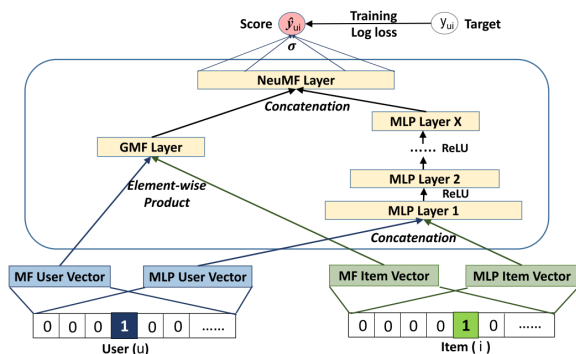 Score ŷui Training yui Target
Log loss
σ
NeuMF Layer
Concatenation
MLP Layer X
GMF Layer
...... ReLU
Element-wise
Product
MLP Layer 2
ReLU
MLP Layer 1
Concatenation
MF User Vector MLP User Vector MF Item Vector MLP Item Vector
0 0 0 1 0 0 ...... 0 0 0 0 1 0 ......
User (u) Item ( i )